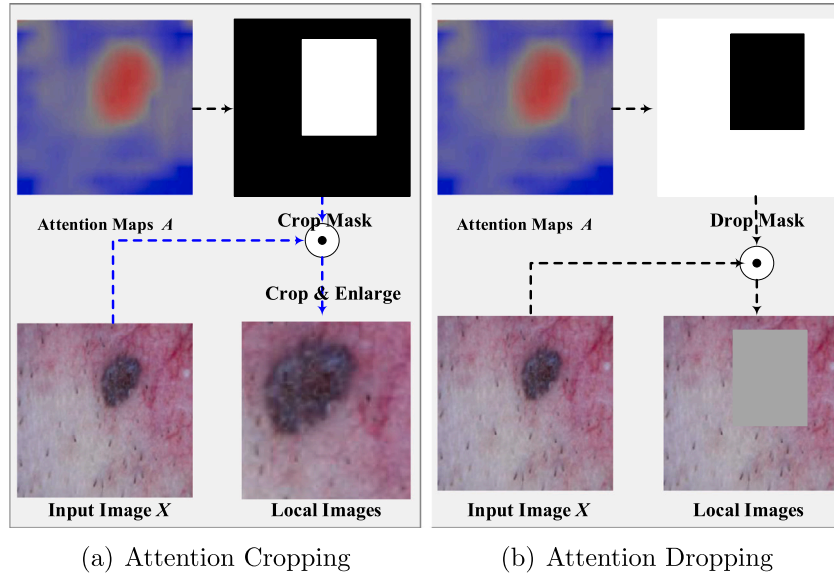 Attention Maps A
Crop Mask
Crop & Enlarge
Input Image X
Local Images
(a) Attention Cropping
Attention Maps A
Drop Mask
Input Image X
Local Images
(b) Attention Dropping